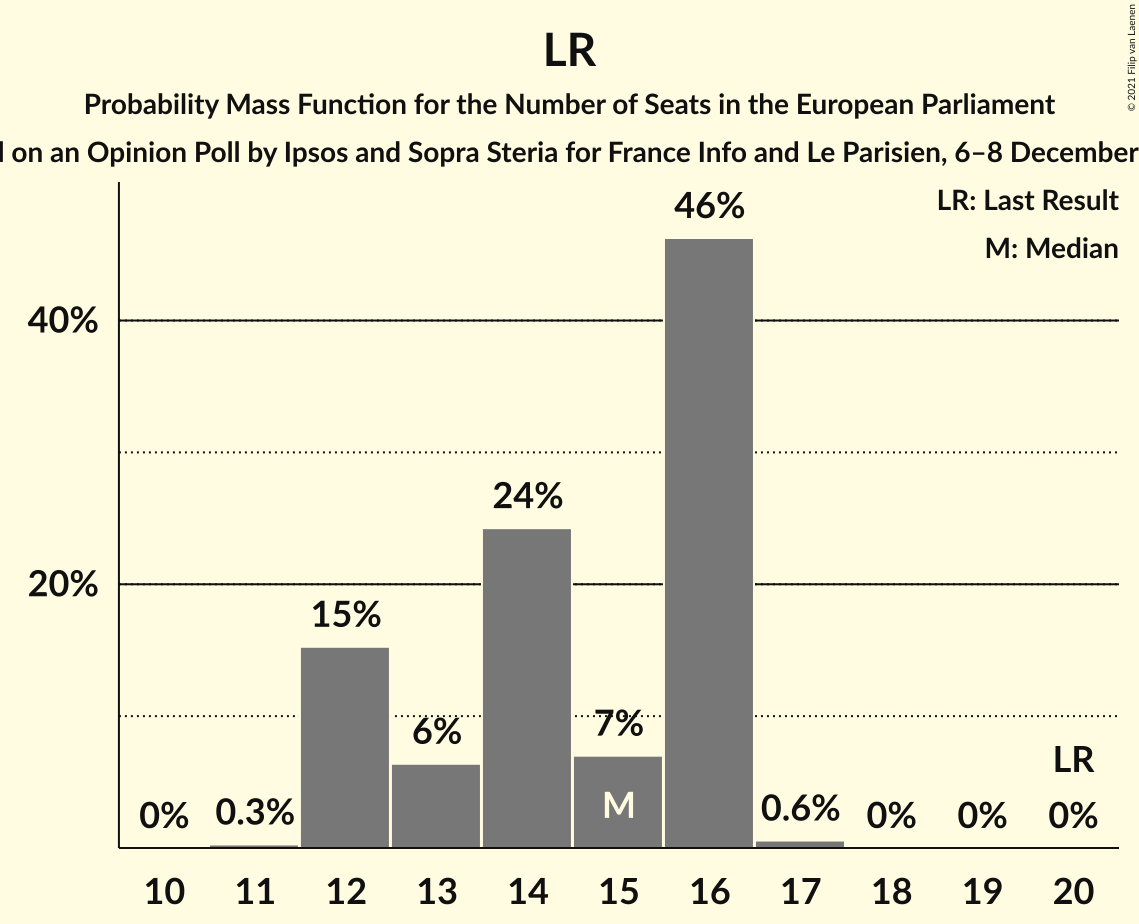 LR
Probability Mass Function for the Number of Seats in the European Parliament
on an Opinion Poll by Ipsos and Sopra Steria for France Info and Le Parisien, 6–8 December
© 2021 Filip van Laenen
LR: Last Result
M: Median
46%
40%
24%
20%
15%
6%
7%
LR
0%
0.3%
M
0.6%
0%
0%
0%
10 11 12 13 14 15 16 17 18 19 20